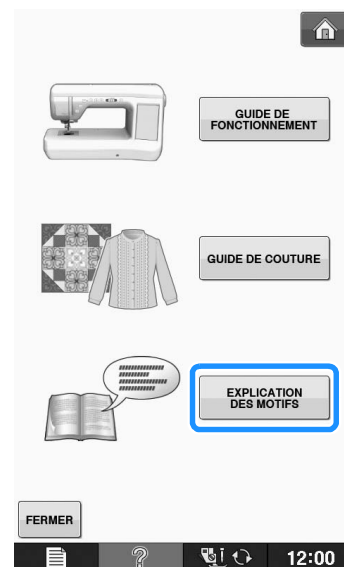 GUIDE DE
FONCTIONNEMENT
GUIDE DE COUTURE
EXPLICATION
DES MOTIFS
FERMER
12:00